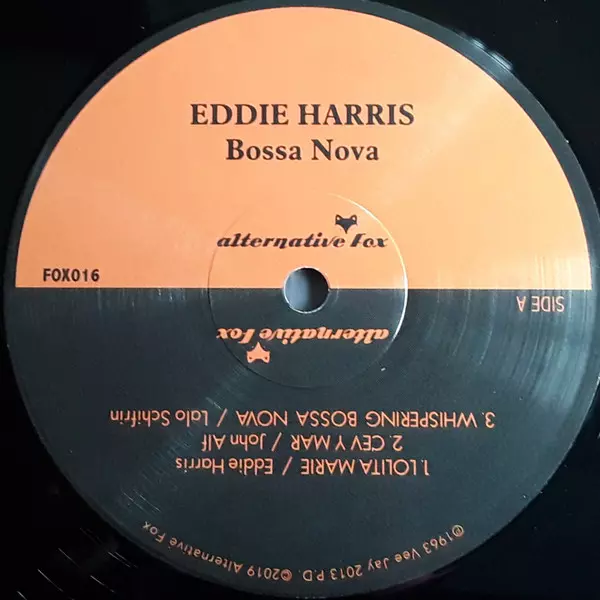 EDDIE HARRIS
Bossa Nova
alternative Fox
FOX016
SIDE A
alternative Fox
1. LOLITA MARIE / Eddie Harris
2. CEV Y MAR / John Alf
3. WHISPERING BOSSA NOVA / Lalo Schifrin
℗1963 Vee Jay 2013 P.D. ©2019 Alternative Fox